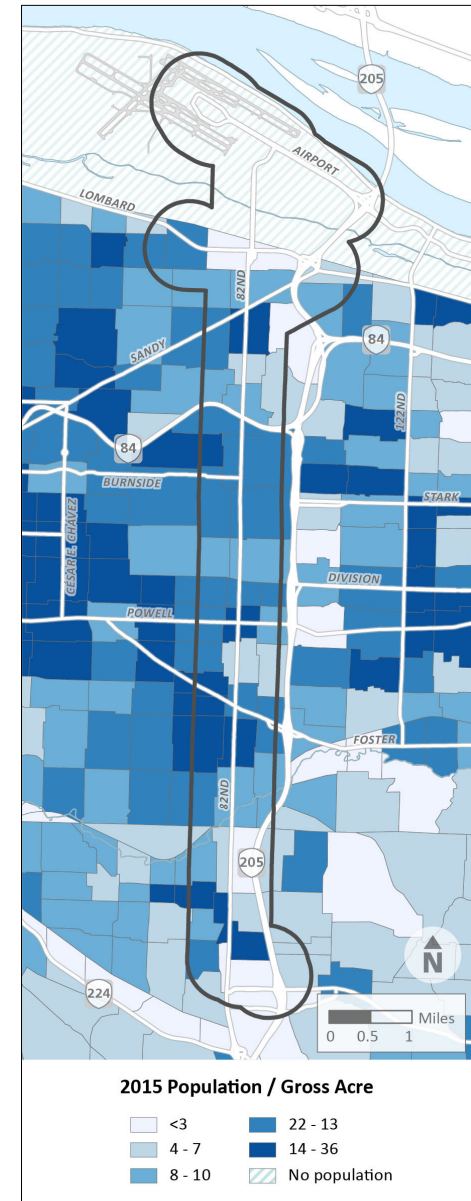 205
AIRPORT
LOMBARD
82ND
84
SANDY
122ND
84
BURNSIDE
STARK
CESAR E. CHAVEZ
DIVISION
POWELL
FOSTER
82ND
205
N
224
Miles
0 0.5 1
2015 Population / Gross Acre
<3
22 - 13
4 - 7
14 - 36
8 - 10
No population